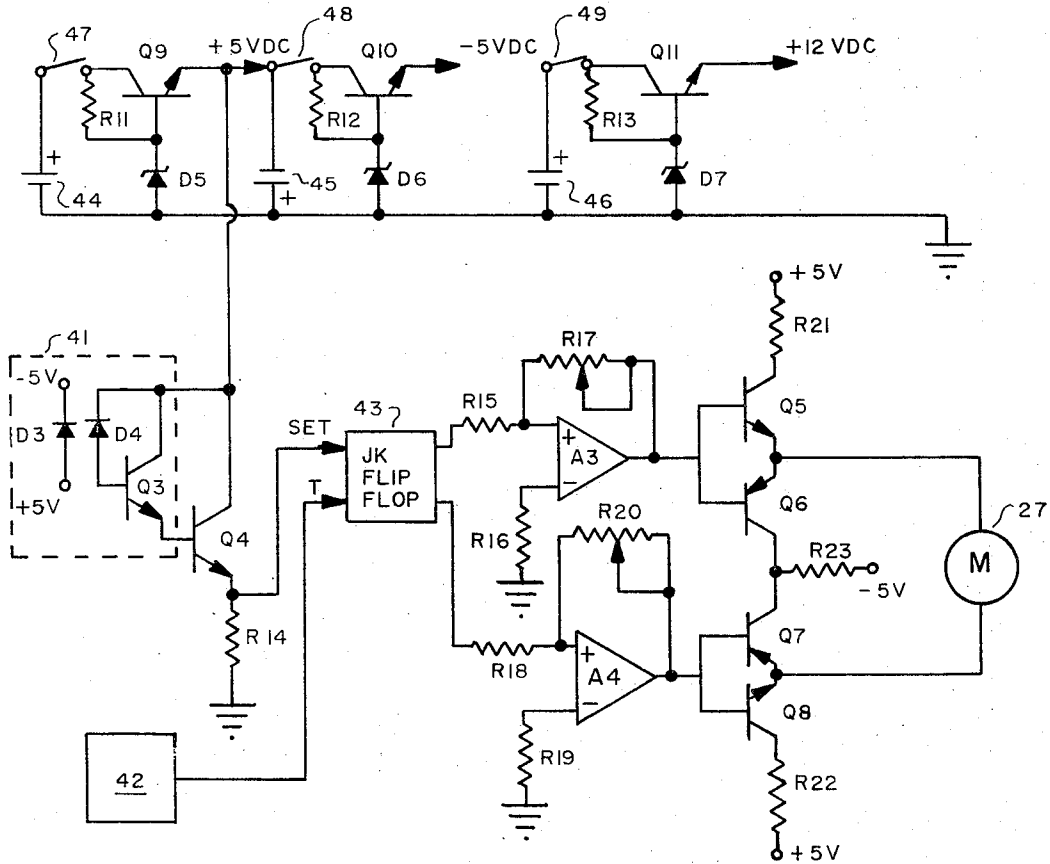 47 Q9 +5VDC 48 Q10 -5VDC 49 Q11 +12 VDC
R11 R12 R13
+ D5 + D6 + D7
44 45 46
+5V
R21
41 R17
-5V 43 R15 Q5
D3 D4 SET JK FLIP FLOP + A3 −
+5V Q3 T Q6 27
Q4 R16 R20 R23 M
-5V
R14 R18 + A4 − Q7
Q8
42 R19 R22
+5V